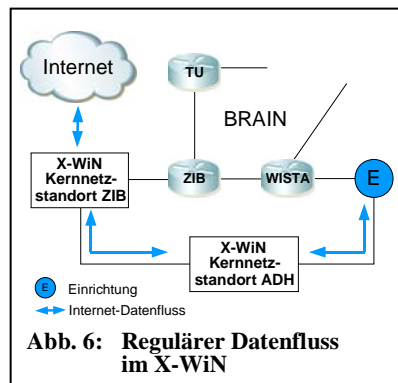 Internet
TU
BRAIN
X-WiN
Kernnetz-
standort ZIB
ZIB
WISTA
E
X-WiN
Kernnetz-
standort ADH
E Einrichtung
Internet-Datenfluss
Abb. 6: Regulärer Datenfluss
im X-WiN